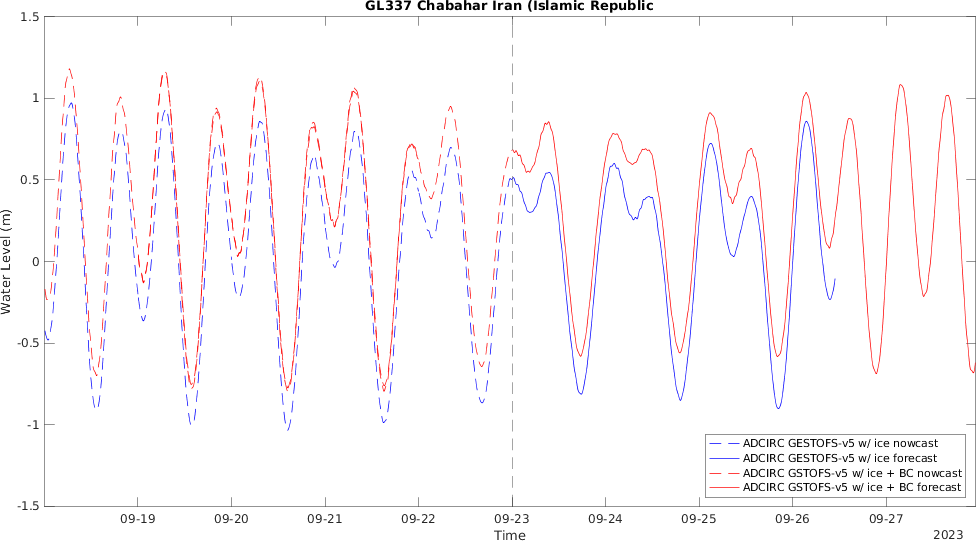 GL337 Chabahar Iran (Islamic Republic
1.5
1
0.5
0
-0.5
-1
-1.5
Water Level (m)
09-19
09-20
09-21
09-22
09-23
09-24
09-25
09-26
09-27
Time
2023
ADCIRC GESTOFS-v5 w/ ice nowcast
ADCIRC GESTOFS-v5 w/ ice forecast
ADCIRC GSTOFS-v5 w/ ice + BC nowcast
ADCIRC GSTOFS-v5 w/ ice + BC forecast